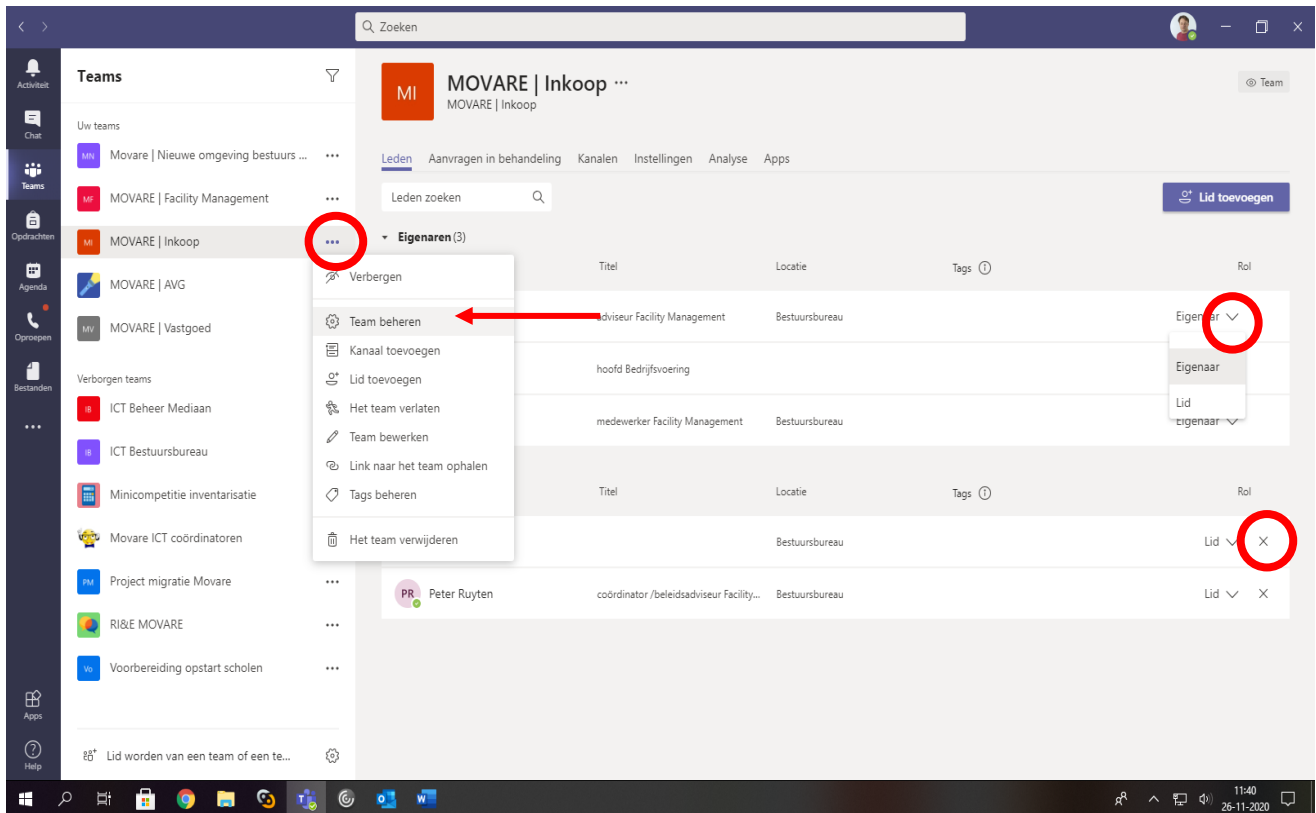 Zoeken
Activiteit
Chat
Teams
Opdrachten
Agenda
Oproepen
Bestanden
Apps
Help
Teams
Uw teams
MN Movare | Nieuwe omgeving bestuurs ...
MF MOVARE | Facility Management
MI MOVARE | Inkoop
MOVARE | AVG
MV MOVARE | Vastgoed
Verborgen teams
IB ICT Beheer Mediaan
IB ICT Bestuursbureau
Minicompetitie inventarisatie
Movare ICT coördinatoren
PM Project migratie Movare
RI&E MOVARE
Vo Voorbereiding opstart scholen
Lid worden van een team of een te...
Verbergen
Team beheren
Kanaal toevoegen
Lid toevoegen
Het team verlaten
Team bewerken
Link naar het team ophalen
Tags beheren
Het team verwijderen
MI MOVARE | Inkoop ...
MOVARE | Inkoop
Team
Leden Aanvragen in behandeling Kanalen Instellingen Analyse Apps
Leden zoeken
Lid toevoegen
Eigenaren (3)
Titel Locatie Tags Rol
adviseur Facility Management Bestuursbureau Eigenaar
hoofd Bedrijfsvoering
Eigenaar
Lid
medewerker Facility Management Bestuursbureau Eigenaar
Titel Locatie Tags Rol
Bestuursbureau Lid
PR Peter Ruyten coördinator /beleidsadviseur Facility... Bestuursbureau Lid
11:40
26-11-2020